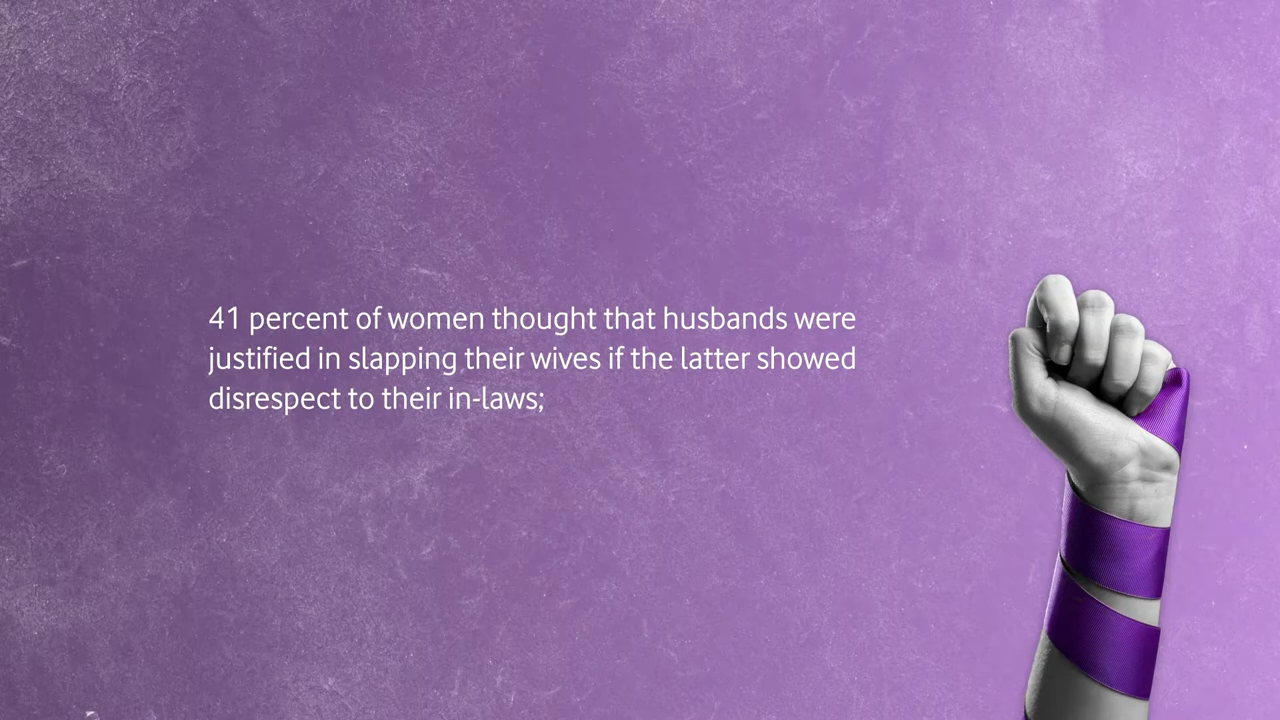 41 percent of women thought that husbands were
justified in slapping their wives if the latter showed
disrespect to their in-laws;